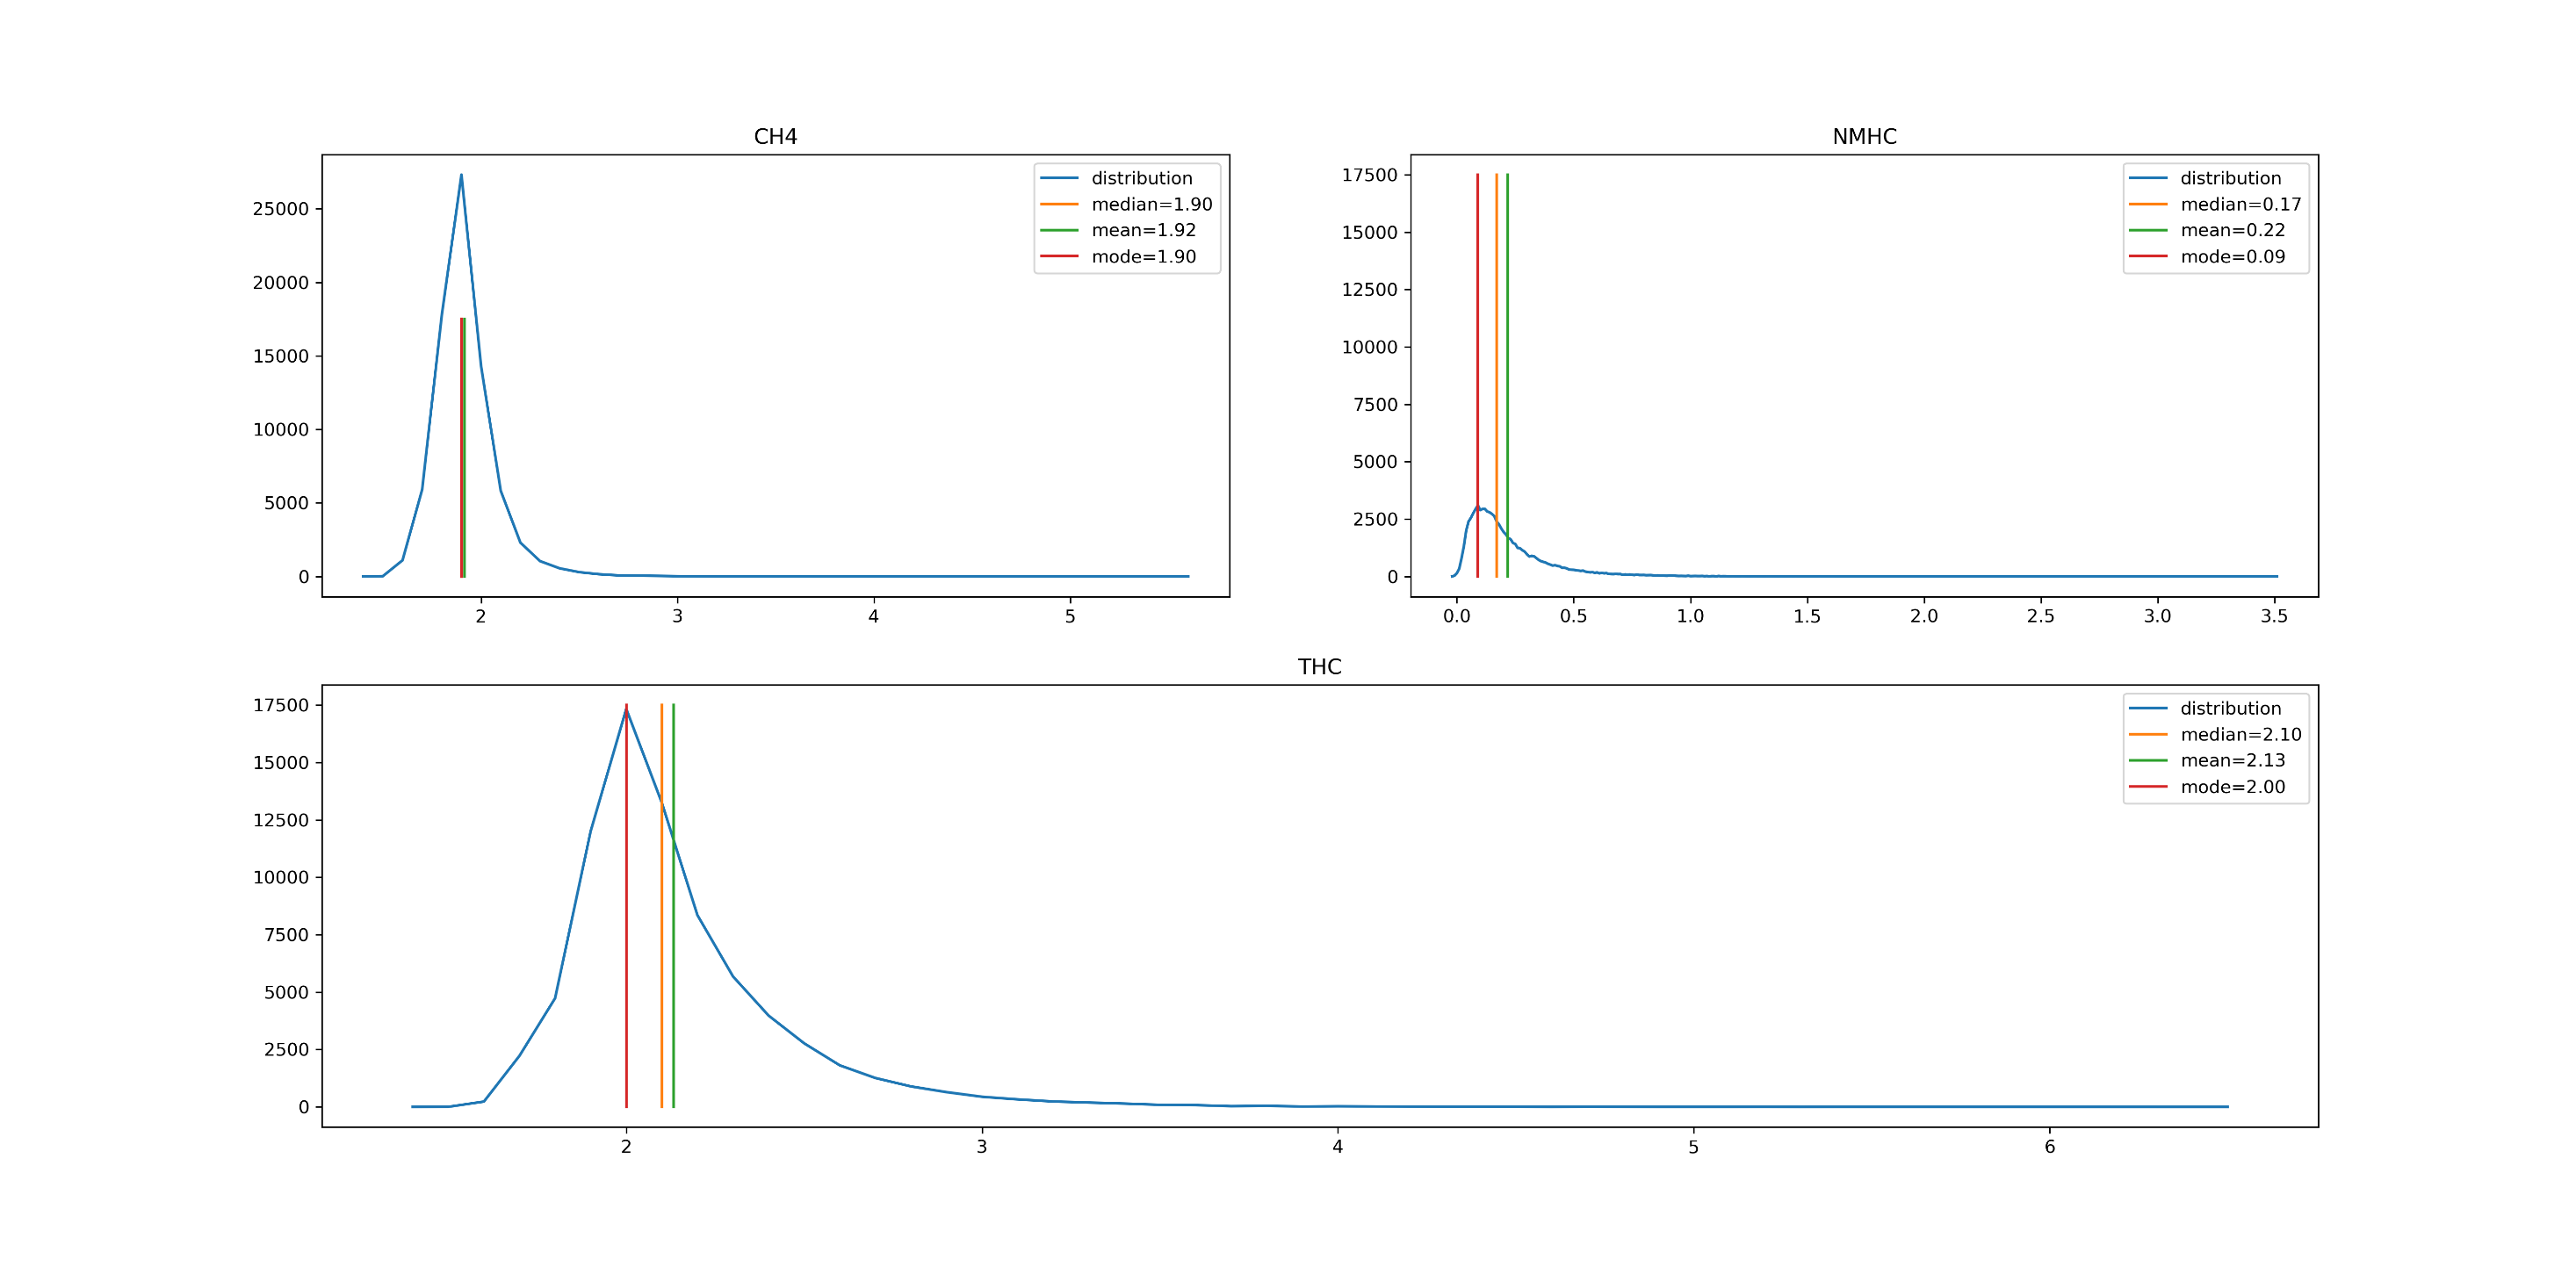 CH4
25000
20000
15000
10000
5000
0
2 3 4 5
distribution
median=1.90
mean=1.92
mode=1.90
NMHC
17500
15000
12500
10000
7500
5000
2500
0
0.0 0.5 1.0 1.5 2.0 2.5 3.0 3.5
distribution
median=0.17
mean=0.22
mode=0.09
THC
17500
15000
12500
10000
7500
5000
2500
0
2 3 4 5 6
distribution
median=2.10
mean=2.13
mode=2.00